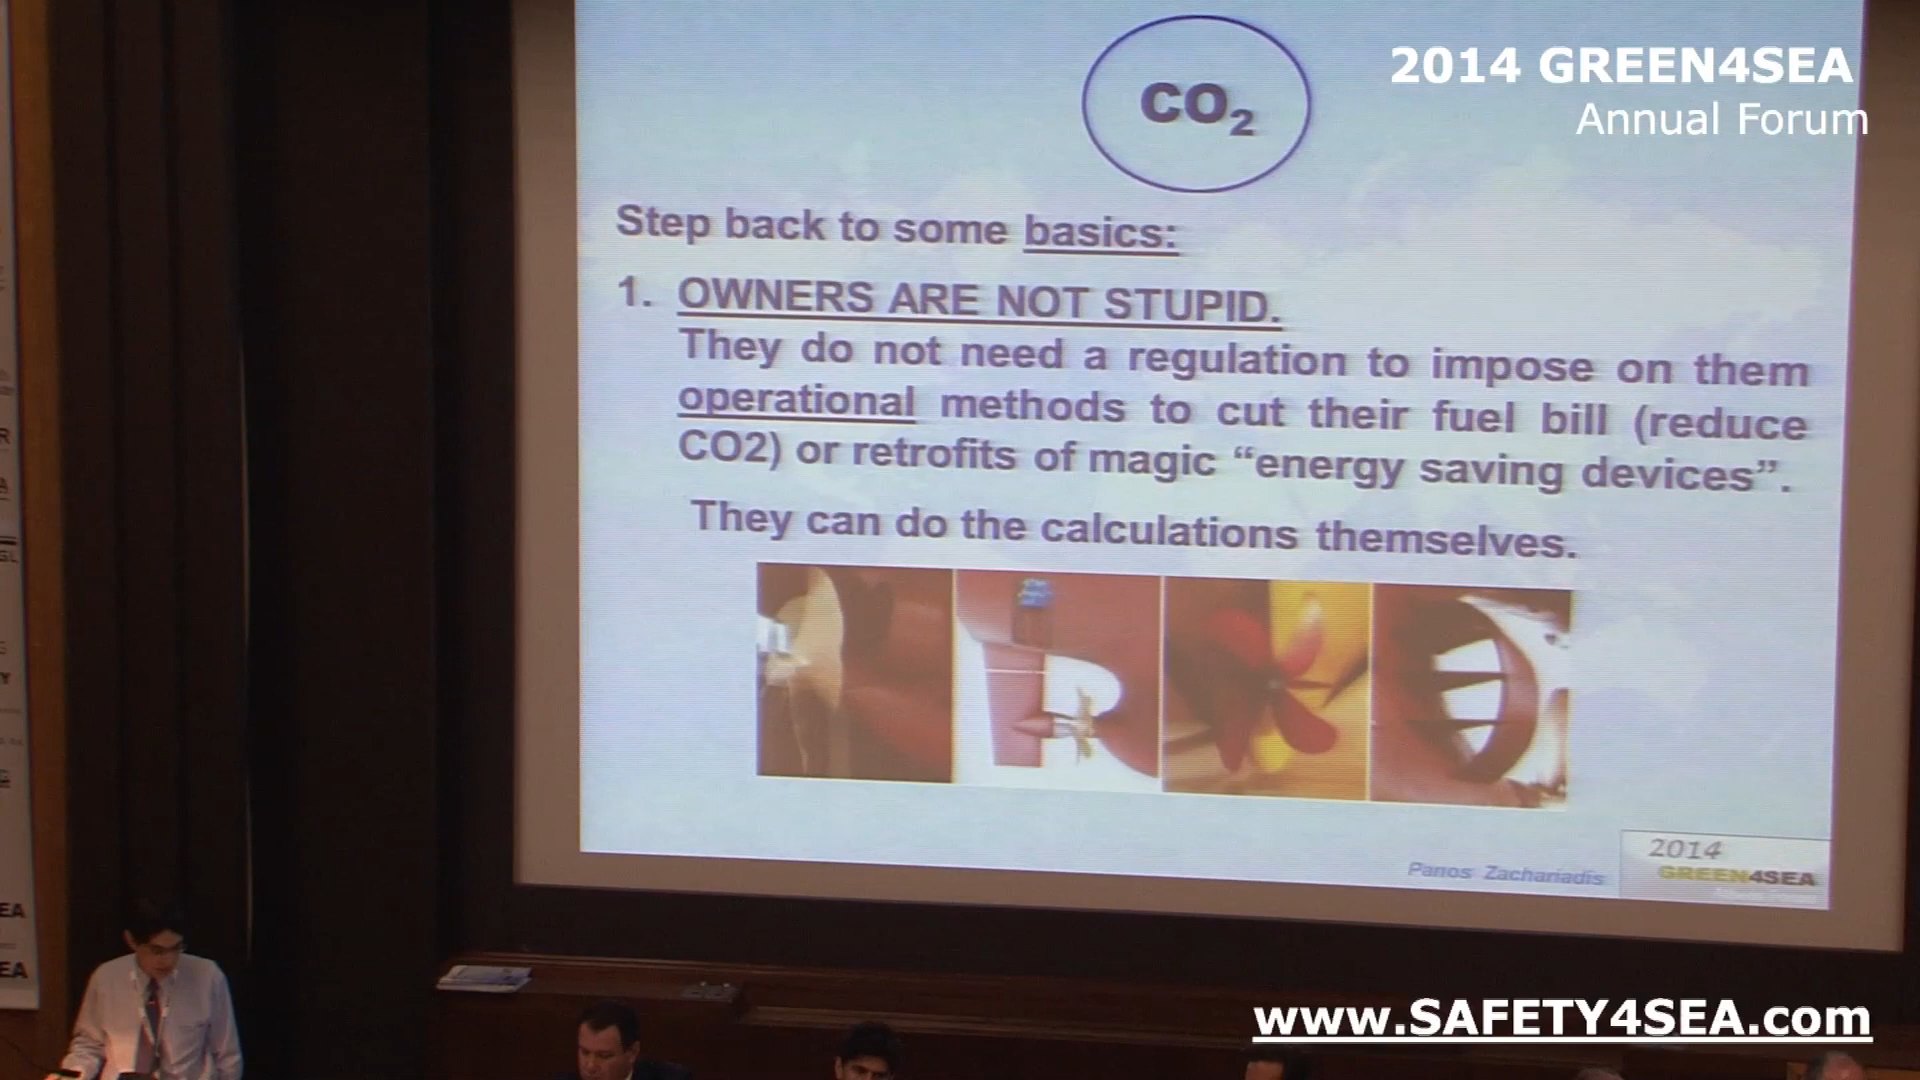 CO2
2014 GREEN4SEA
Annual Forum
Step back to some basics:
1. OWNERS ARE NOT STUPID.
They do not need a regulation to impose on them
operational methods to cut their fuel bill (reduce
CO2) or retrofits of magic “energy saving devices”.
They can do the calculations themselves.
Panos Zachariadis
2014
GREEN4SEA
www.SAFETY4SEA.com